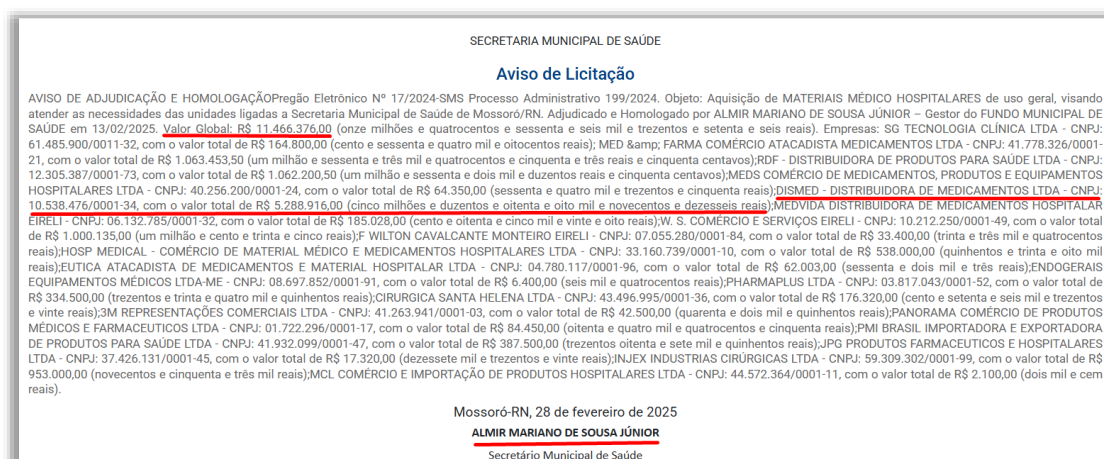 SECRETARIA MUNICIPAL DE SAÚDE
Aviso de Licitação
AVISO DE ADJUDICAÇÃO E HOMOLOGAÇÃOPregão Eletrônico Nº 17/2024-SMS Processo Administrativo 199/2024. Objeto: Aquisição de MATERIAIS MÉDICO HOSPITALARES de uso geral, visando
atender as necessidades das unidades ligadas a Secretaria Municipal de Saúde de Mossoró/RN. Adjudicado e Homologado por ALMIR MARIANO DE SOUSA JÚNIOR – Gestor do FUNDO MUNICIPAL DE
SAÚDE em 13/02/2025. Valor Global: R$ 11.466.376,00 (onze milhões e quatrocentos e sessenta e seis mil e trezentos e setenta e seis reais). Empresas: SG TECNOLOGIA CLÍNICA LTDA - CNPJ:
61.485.900/0011-32, com o valor total de R$ 164.800,00 (cento e sessenta e quatro mil e oitocentos reais); MED &amp; FARMA COMÉRCIO ATACADISTA MEDICAMENTOS LTDA - CNPJ: 41.778.326/0001-
21, com o valor total de R$ 1.063.453,50 (um milhão e sessenta e três mil e quatrocentos e cinquenta e três reais e cinquenta centavos);RDF - DISTRIBUIDORA DE PRODUTOS PARA SAÚDE LTDA - CNPJ:
12.305.387/0001-73, com o valor total de R$ 1.062.200,50 (um milhão e sessenta e dois mil e duzentos reais e cinquenta centavos);MEDS COMÉRCIO DE MEDICAMENTOS, PRODUTOS E EQUIPAMENTOS
HOSPITALARES LTDA - CNPJ: 40.256.200/0001-24, com o valor total de R$ 64.350,00 (sessenta e quatro mil e trezentos e cinquenta reais);DISMED - DISTRIBUIDORA DE MEDICAMENTOS LTDA - CNPJ:
10.538.476/0001-34, com o valor total de R$ 5.288.916,00 (cinco milhões e duzentos e oitenta e oito mil e novecentos e dezesseis reais);MEDVIDA DISTRIBUIDORA DE MEDICAMENTOS HOSPITALAR
EIRELI - CNPJ: 06.132.785/0001-32, com o valor total de R$ 185.028,00 (cento e oitenta e cinco mil e vinte e oito reais);W. S. COMÉRCIO E SERVIÇOS EIRELI - CNPJ: 10.212.250/0001-49, com o valor total
de R$ 1.000.135,00 (um milhão e cento e trinta e cinco reais);F WILTON CAVALCANTE MONTEIRO EIRELI - CNPJ: 07.055.280/0001-84, com o valor total de R$ 33.400,00 (trinta e três mil e quatrocentos
reais);HOSP MEDICAL - COMÉRCIO DE MATERIAL MÉDICO E MEDICAMENTOS HOSPITALARES LTDA - CNPJ: 33.160.739/0001-10, com o valor total de R$ 538.000,00 (quinhentos e trinta e oito mil
reais);EUTICA ATACADISTA DE MEDICAMENTOS E MATERIAL HOSPITALAR LTDA - CNPJ: 04.780.117/0001-96, com o valor total de R$ 62.003,00 (sessenta e dois mil e três reais);ENDOGERAIS
EQUIPAMENTOS MÉDICOS LTDA-ME - CNPJ: 08.697.852/0001-91, com o valor total de R$ 6.400,00 (seis mil e quatrocentos reais);PHARMAPLUS LTDA - CNPJ: 03.817.043/0001-52, com o valor total de
R$ 334.500,00 (trezentos e trinta e quatro mil e quinhentos reais);CIRURGICA SANTA HELENA LTDA - CNPJ: 43.496.995/0001-36, com o valor total de R$ 176.320,00 (cento e setenta e seis mil e trezentos
e vinte reais);3M REPRESENTAÇÕES COMERCIAIS LTDA - CNPJ: 41.263.941/0001-03, com o valor total de R$ 42.500,00 (quarenta e dois mil e quinhentos reais);PANORAMA COMÉRCIO DE PRODUTOS
MÉDICOS E FARMACEUTICOS LTDA - CNPJ: 01.722.296/0001-17, com o valor total de R$ 84.450,00 (oitenta e quatro mil e quatrocentos e cinquenta reais);PMI BRASIL IMPORTADORA E EXPORTADORA
DE PRODUTOS PARA SAÚDE LTDA - CNPJ: 41.932.099/0001-47, com o valor total de R$ 387.500,00 (trezentos oitenta e sete mil e quinhentos reais);JPG PRODUTOS FARMACEUTICOS E HOSPITALARES
LTDA - CNPJ: 37.426.131/0001-45, com o valor total de R$ 17.320,00 (dezessete mil e trezentos e vinte reais);INJEX INDUSTRIAS CIRÚRGICAS LTDA - CNPJ: 59.309.302/0001-99, com o valor total de R$
953.000,00 (novecentos e cinquenta e três mil reais);MCL COMÉRCIO E IMPORTAÇÃO DE PRODUTOS HOSPITALARES LTDA - CNPJ: 44.572.364/0001-11, com o valor total de R$ 2.100,00 (dois mil e cem
reais).
Mossoró-RN, 28 de fevereiro de 2025
ALMIR MARIANO DE SOUSA JÚNIOR
Secretário Municipal de Saúde